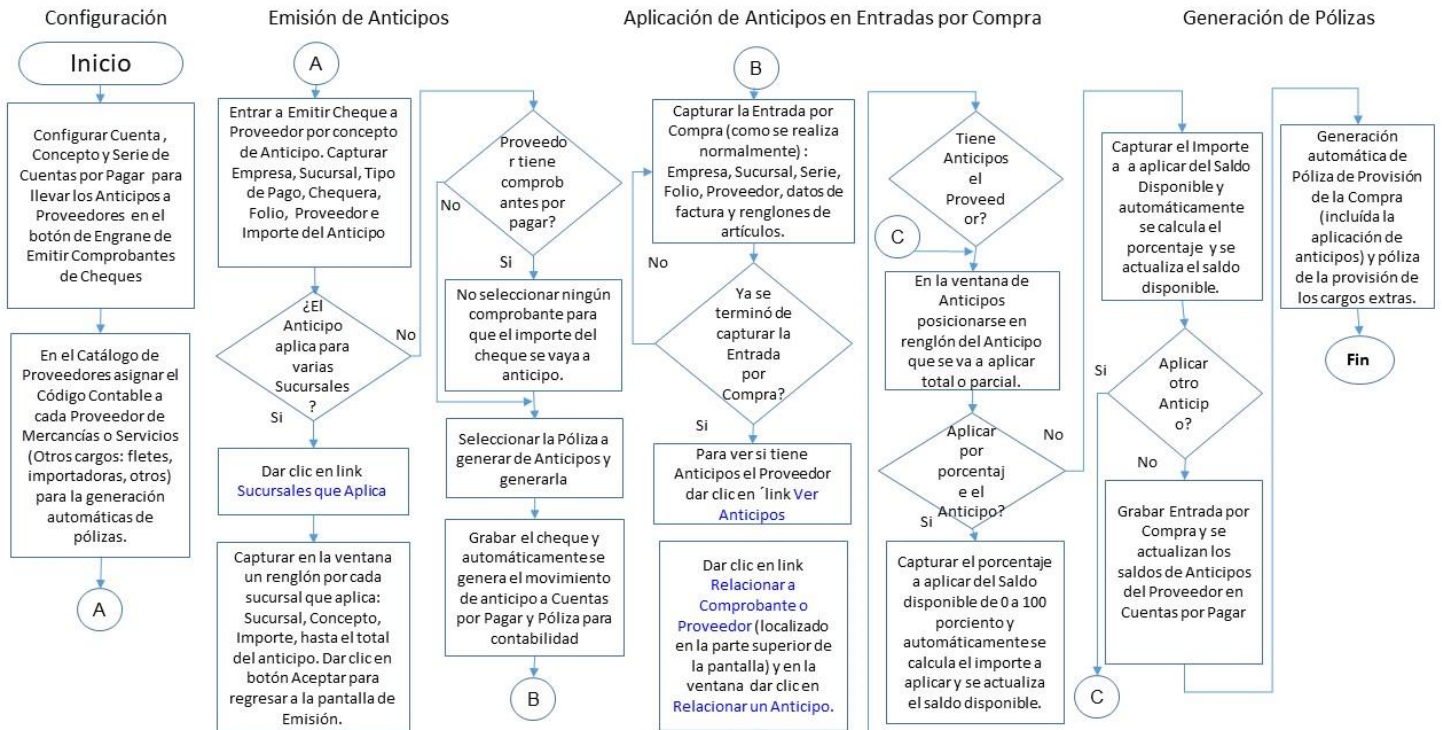 Configuración
Inicio
Configurar Cuenta ,
Concepto y Serie de
Cuentas por Pagar para
llevar los Anticipos a
Proveedores en el
botón de Engrane de
Emitir Comprobantes
de Cheques
En el Catálogo de
Proveedores asignar el
Código Contable a
cada Proveedor de
Mercancías o Servicios
(Otros cargos: fletes,
importadoras, otros)
para la generación
automáticas de
pólizas.
A
Emisión de Anticipos
A
Entrar a Emitir Cheque a
Proveedor por concepto
de Anticipo. Capturar
Empresa, Sucursal, Tipo
de Pago, Chequera,
Folio, Proveedor e
Importe del Anticipo
¿El
Anticipo
aplica para
varias
Sucursales
?
No
Si
Dar clic en link
Sucursales que Aplica
Capturar en la ventana
un renglón por cada
sucursal que aplica:
Sucursal, Concepto,
Importe, hasta el total
del anticipo. Dar clic en
botón Aceptar para
regresar a la pantalla de
Emisión.
Proveedo
r tiene
comprob
antes por
pagar?
No
Si
No seleccionar ningún
comprobante para
que el importe del
cheque se vaya a
anticipo.
Seleccionar la Póliza a
generar de Anticipos y
generarla
Grabar el cheque y
automáticamente se
genera el movimiento
de anticipo a Cuentas
por Pagar y Póliza para
contabilidad
B
Aplicación de Anticipos en Entradas por Compra
B
Capturar la Entrada por
Compra (como se realiza
normalmente) :
Empresa, Sucursal, Serie,
Folio, Proveedor, datos de
factura y renglones de
artículos.
No
Ya se
terminó de
capturar la
Entrada
por
Compra?
Si
Para ver si tiene
Anticipos el Proveedor
dar clic en ´link Ver
Anticipos
Dar clic en link
Relacionar a
Comprobante o
Proveedor (localizado
en la parte superior de
la pantalla) y en la
ventana dar clic en
Relacionar un Anticipo.
Tiene
Anticipos
el
Proveed
or?
C
En la ventana de
Anticipos
posicionarse en
renglón del Anticipo
que se va a aplicar
total o parcial.
Aplicar
por
porcentaj
e el
Anticipo?
No
Si
Capturar el porcentaje
a aplicar del Saldo
disponible de 0 a 100
porciento y
automáticamente se
calcula el importe a
aplicar y se actualiza
el saldo disponible.
Generación de Pólizas
Capturar el Importe
a a aplicar del Saldo
Disponible y
automáticamente
se calcula el
porcentaje y se
actualiza el saldo
disponible.
Si
Aplicar
otro
Anticip
o?
No
Grabar Entrada por
Compra y se
actualizan los
saldos de Anticipos
del Proveedor en
Cuentas por Pagar
C
Generación
automática de
Póliza de Provisión
de la Compra
(incluída la
aplicación de
anticipos) y póliza
de la provisión de
los cargos extras.
Fin